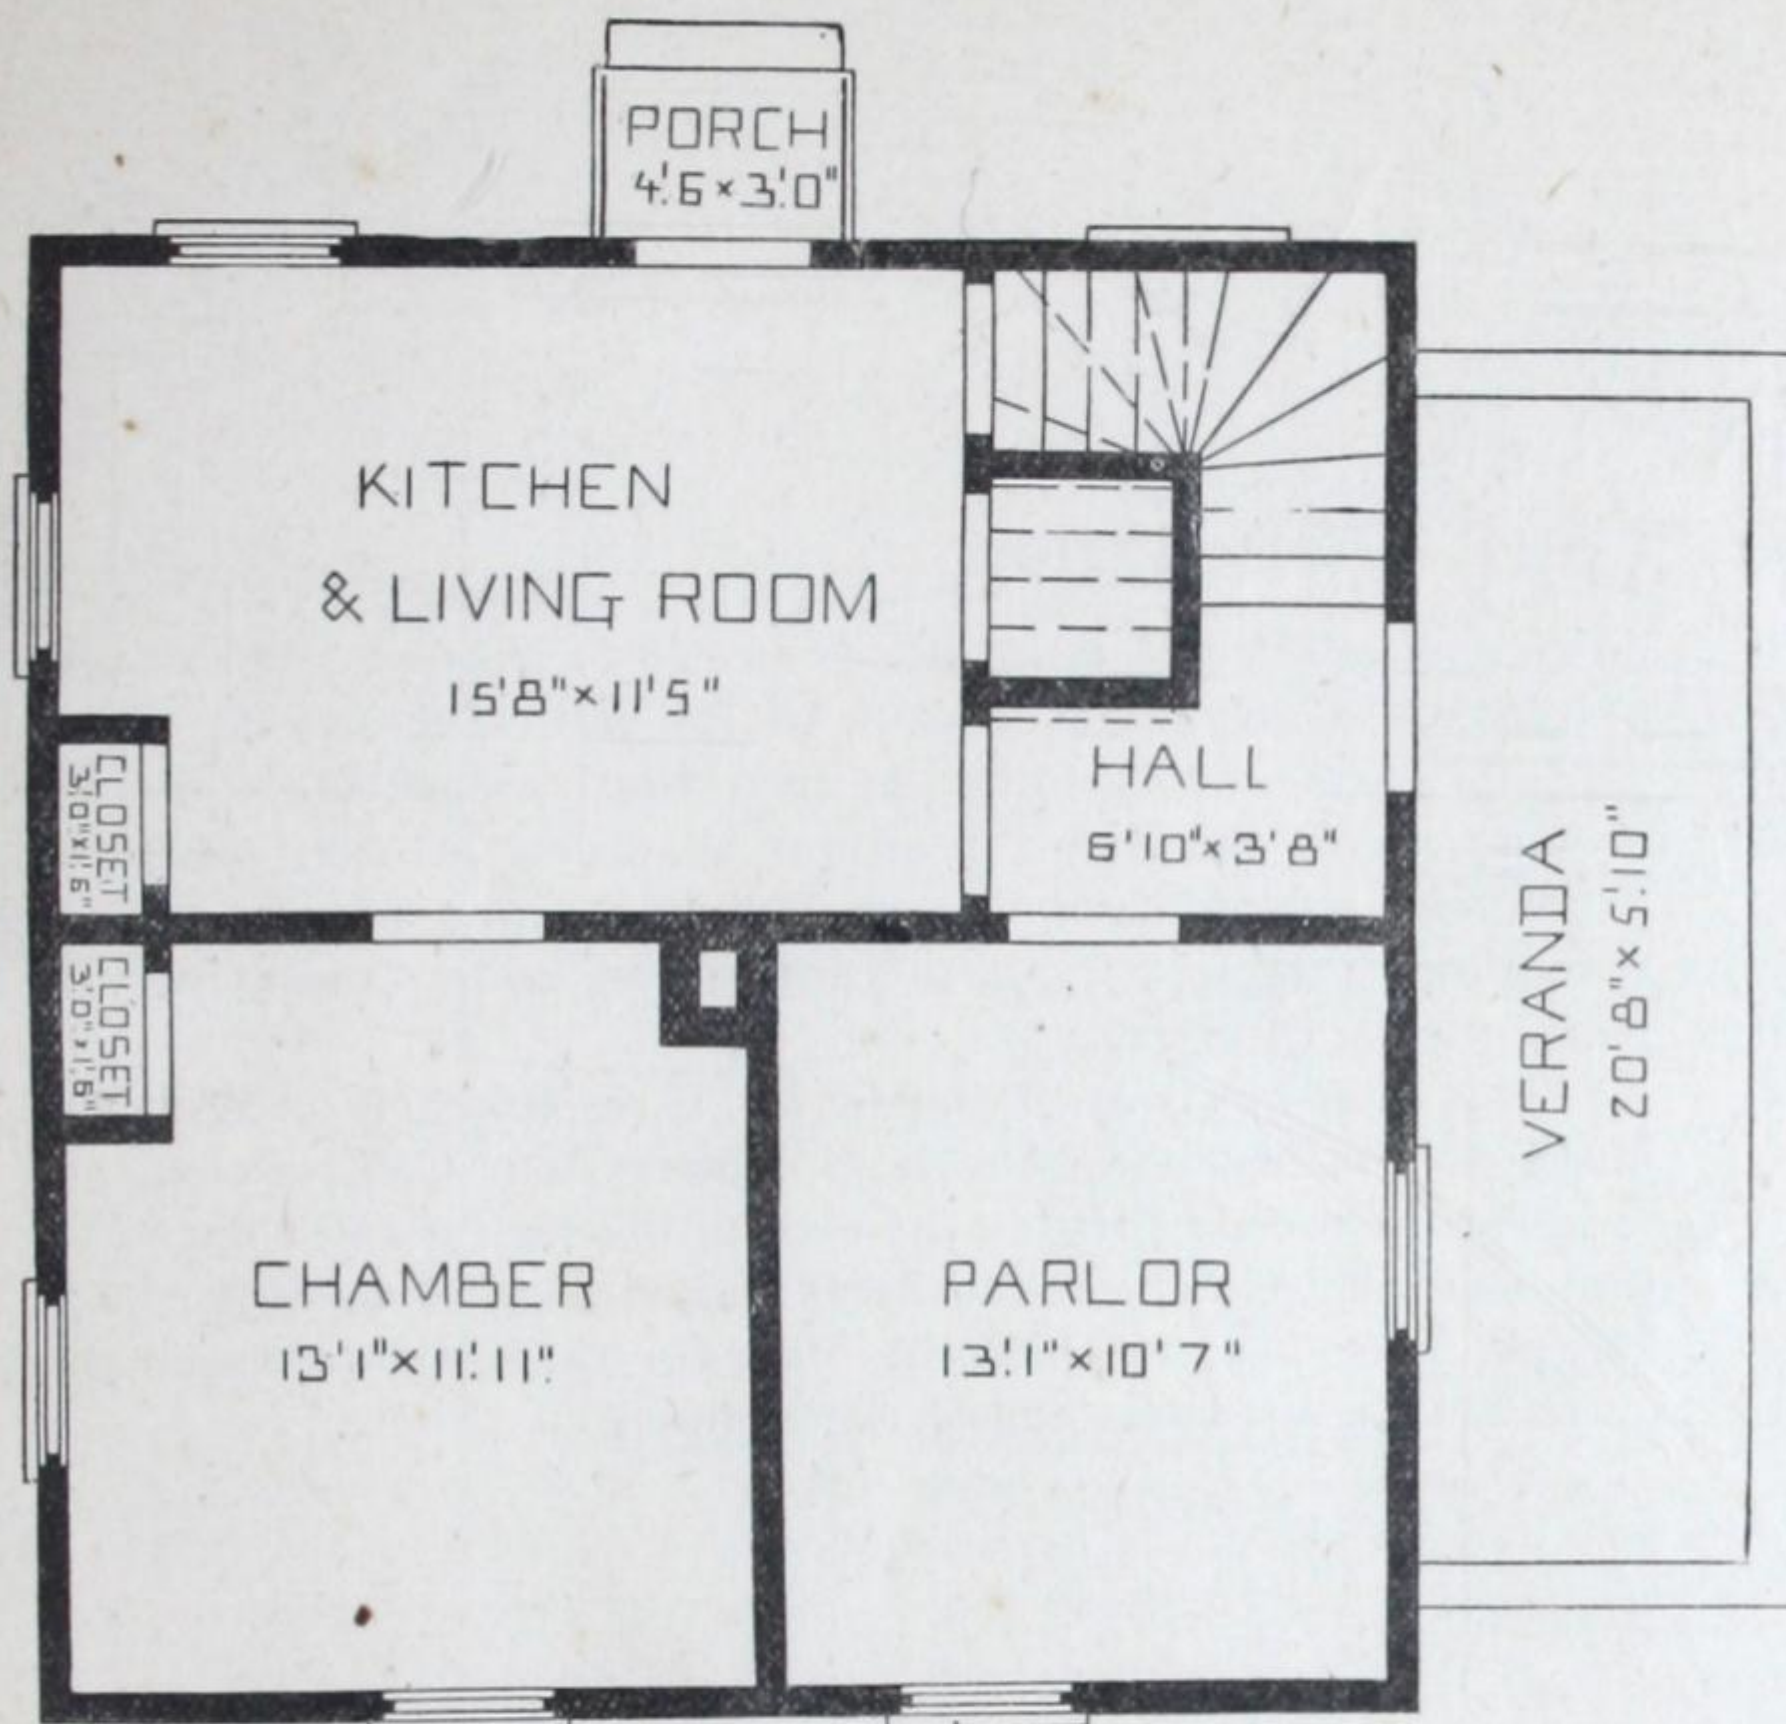 PORCH
4'.6 × 3'.0"
KITCHEN
& LIVING ROOM
15'8" × 11'5"
HALL
6'10" × 3'8"
CLOSET
3'.0" × 1'.6"
CLOSET
3'.0" × 1'.6"
VERANDA
20'8" × 5'.10"
CHAMBER
13'1" × 11'.11"
PARLOR
13'.1" × 10'7"